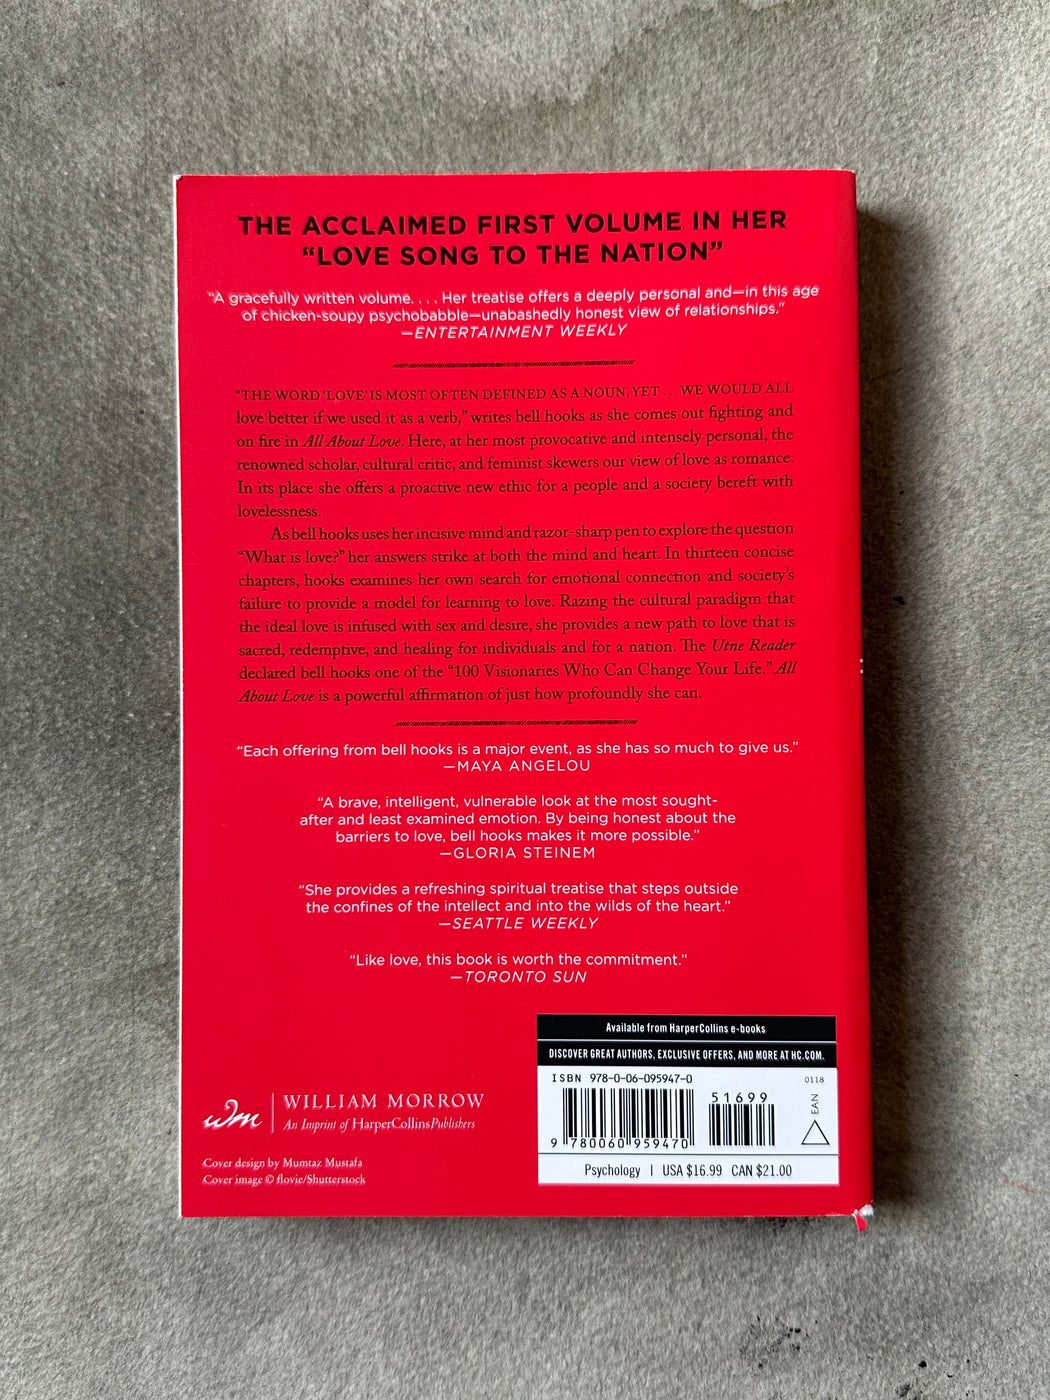 THE ACCLAIMED FIRST VOLUME IN HER
“LOVE SONG TO THE NATION”
“A gracefully written volume. . . . Her treatise offers a deeply personal and—in this age
of chicken-soupy psychobabble—unabashedly honest view of relationships.”
—ENTERTAINMENT WEEKLY
“THE WORD ‘LOVE’ IS MOST OFTEN DEFINED AS A NOUN, YET . . . WE WOULD ALL
love better if we used it as a verb,” writes bell hooks as she comes out fighting and
on fire in All About Love. Here, at her most provocative and intensely personal, the
renowned scholar, cultural critic, and feminist skewers our view of love as romance.
In its place she offers a proactive new ethic for a people and a society bereft with
lovelessness.
As bell hooks uses her incisive mind and razor-sharp pen to explore the question
“What is love?” her answers strike at both the mind and heart. In thirteen concise
chapters, hooks examines her own search for emotional connection and society’s
failure to provide a model for learning to love. Razing the cultural paradigm that
the ideal love is infused with sex and desire, she provides a new path to love that is
sacred, redemptive, and healing for individuals and for a nation. The Utne Reader
declared bell hooks one of the “100 Visionaries Who Can Change Your Life.” All
About Love is a powerful affirmation of just how profoundly she can.
“Each offering from bell hooks is a major event, as she has so much to give us.”
—MAYA ANGELOU
“A brave, intelligent, vulnerable look at the most sought-
after and least examined emotion. By being honest about the
barriers to love, bell hooks makes it more possible.”
—GLORIA STEINEM
“She provides a refreshing spiritual treatise that steps outside
the confines of the intellect and into the wilds of the heart.”
—SEATTLE WEEKLY
“Like love, this book is worth the commitment.”
—TORONTO SUN
Available from HarperCollins e-books
DISCOVER GREAT AUTHORS, EXCLUSIVE OFFERS, AND MORE AT HC.COM.
ISBN 978-0-06-095947-0
0118
51699
EAN
9 780060 959470
Psychology | USA $16.99 CAN $21.00
wm
WILLIAM MORROW
An Imprint of HarperCollinsPublishers
Cover design by Mumtaz Mustafa
Cover image © flovie/Shutterstock